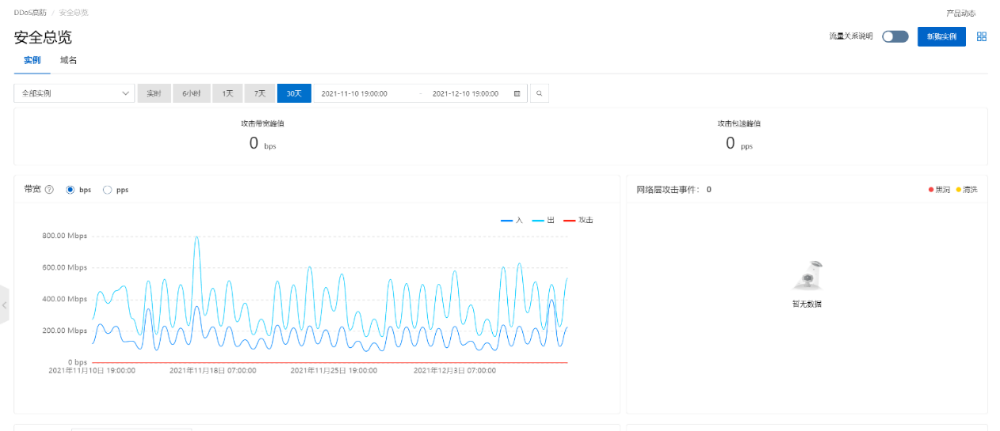 DDoS高防 / 安全总览
产品动态
安全总览
流量关系说明
新购实例
实例 域名
全部实例 实时 6小时 1天 7天 30天 2021-11-10 19:00:00 - 2021-12-10 19:00:00
攻击带宽峰值
0 bps
攻击包速峰值
0 pps
带宽 ? bps pps
入 出 攻击
800.00 Mbps
600.00 Mbps
400.00 Mbps
200.00 Mbps
0 bps
2021年11月10日 19:00:00 2021年11月18日 07:00:00 2021年11月25日 19:00:00 2021年12月3日 07:00:00
网络层攻击事件： 0
黑洞 清洗
暂无数据